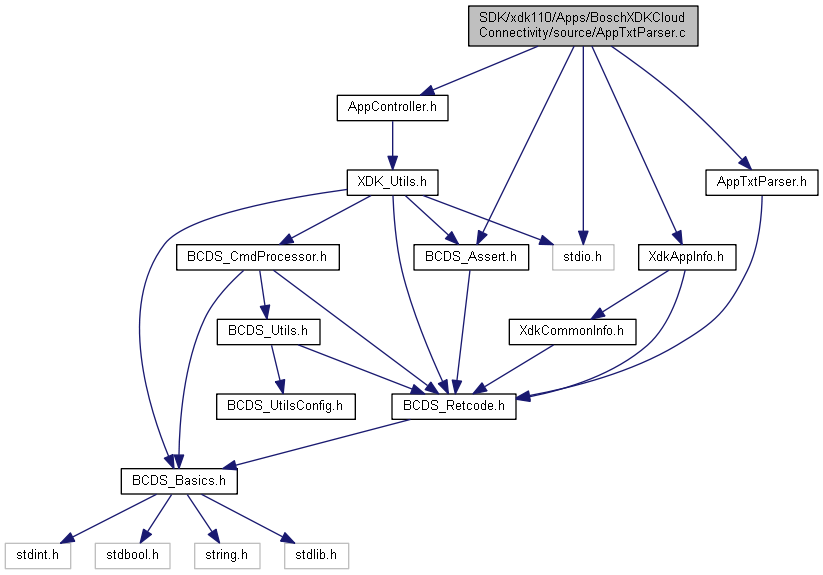 SDK/xdk110/Apps/BoschXDKCloud
Connectivity/source/AppTxtParser.c
AppController.h
XDK_Utils.h
AppTxtParser.h
BCDS_CmdProcessor.h
BCDS_Assert.h
stdio.h
XdkAppInfo.h
BCDS_Utils.h
XdkCommonInfo.h
BCDS_UtilsConfig.h
BCDS_Retcode.h
BCDS_Basics.h
stdint.h
stdbool.h
string.h
stdlib.h